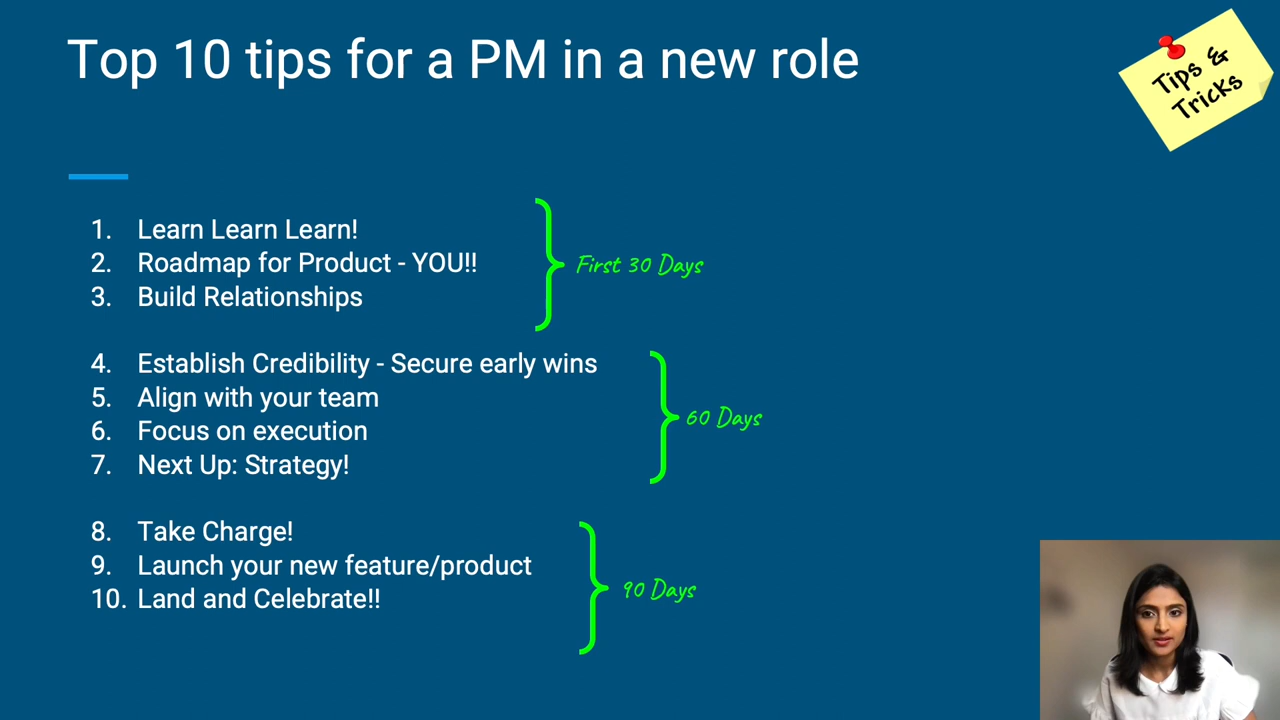 Top 10 tips for a PM in a new role
Tips &
Tricks
1. Learn Learn Learn!
2. Roadmap for Product - YOU!!
3. Build Relationships
First 30 Days
4. Establish Credibility - Secure early wins
5. Align with your team
6. Focus on execution
7. Next Up: Strategy!
60 Days
8. Take Charge!
9. Launch your new feature/product
10. Land and Celebrate!!
90 Days